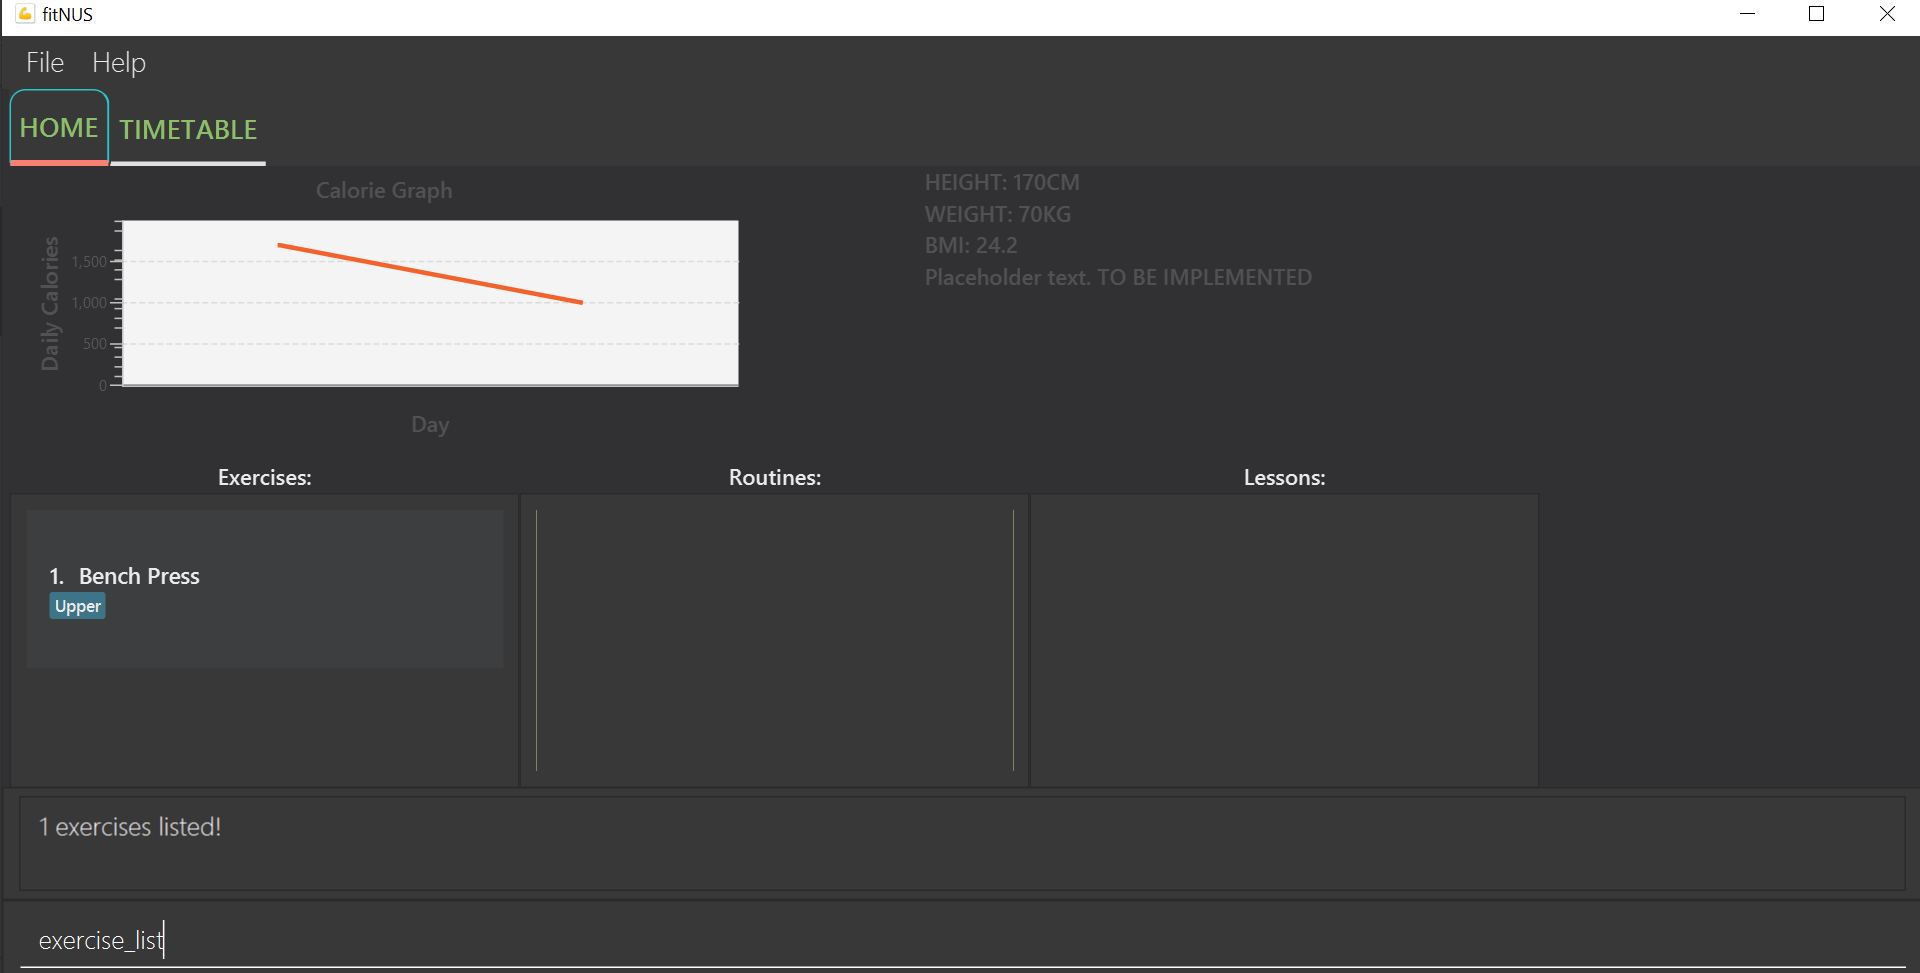 fitNUS
File Help
HOME TIMETABLE
Calorie Graph
Daily Calories
1,500
1,000
500
0
Day
HEIGHT: 170CM
WEIGHT: 70KG
BMI: 24.2
Placeholder text. TO BE IMPLEMENTED
Exercises:
Routines:
Lessons:
1. Bench Press
Upper
1 exercises listed!
exercise_list